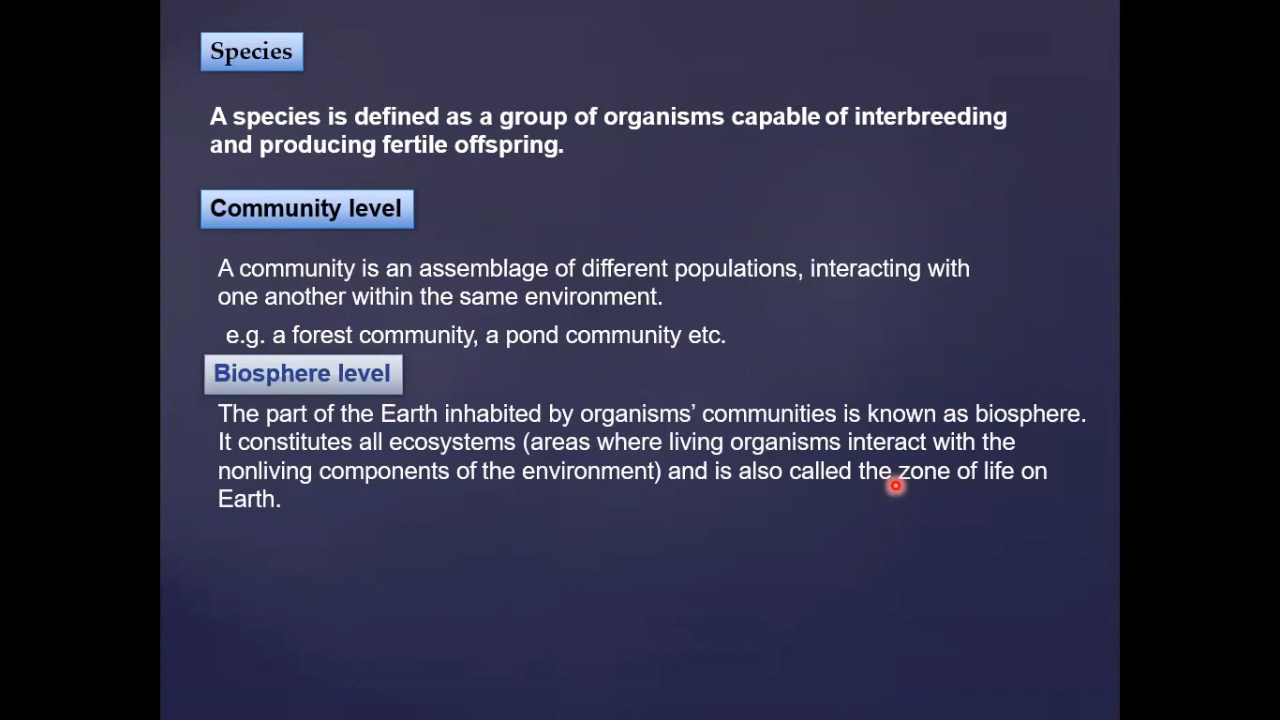 Species
A species is defined as a group of organisms capable of interbreeding
and producing fertile offspring.
Community level
A community is an assemblage of different populations, interacting with
one another within the same environment.
e.g. a forest community, a pond community etc.
Biosphere level
The part of the Earth inhabited by organisms’ communities is known as biosphere.
It constitutes all ecosystems (areas where living organisms interact with the
nonliving components of the environment) and is also called the zone of life on
Earth.